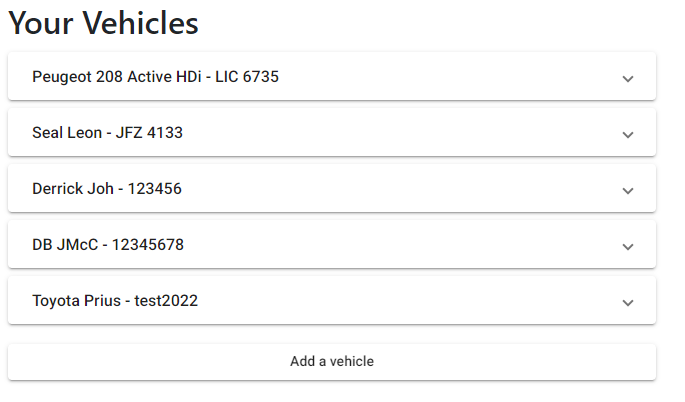 Your Vehicles
Peugeot 208 Active HDi - LIC 6735
Seal Leon - JFZ 4133
Derrick Joh - 123456
DB JMcC - 12345678
Toyota Prius - test2022
Add a vehicle